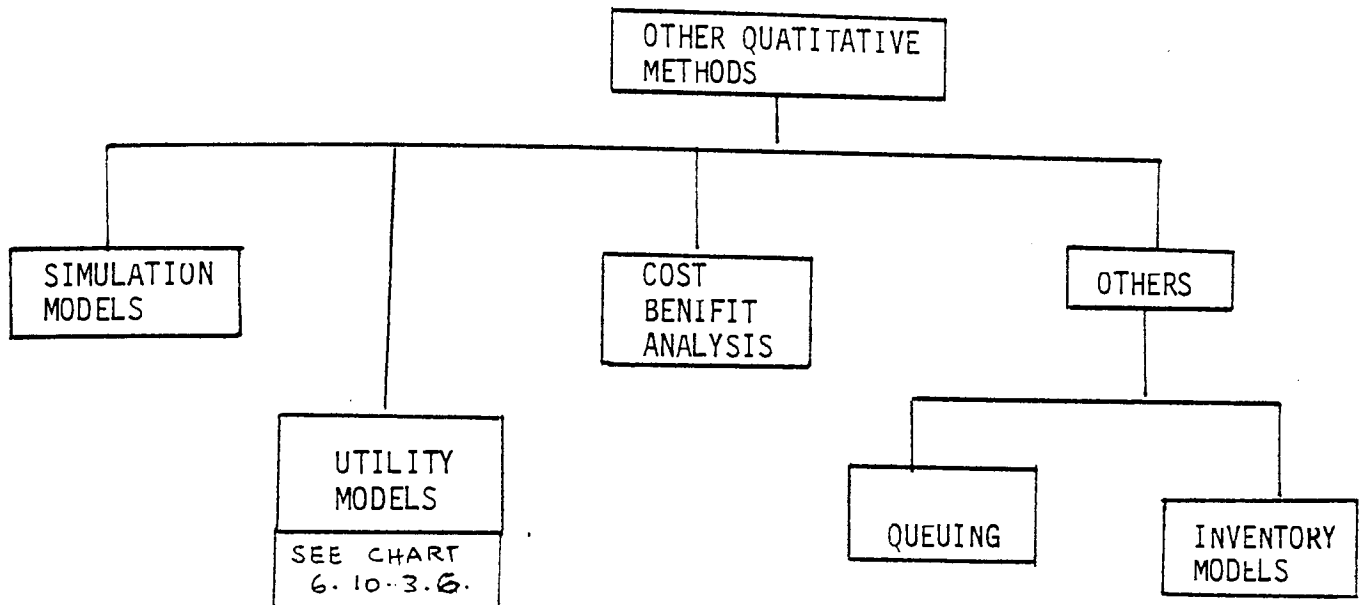 OTHER QUATITATIVE
METHODS
SIMULATION
MODELS
COST
BENIFIT
ANALYSIS
OTHERS
UTILITY
MODELS
SEE CHART
6.10-3.6.
QUEUING
INVENTORY
MODELS